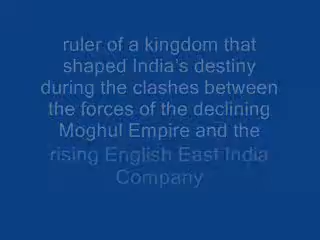 ruler of a kingdom that
shaped India's destiny
during the clashes between
the forces of the declining
Moghul Empire and the
rising English East India
Company